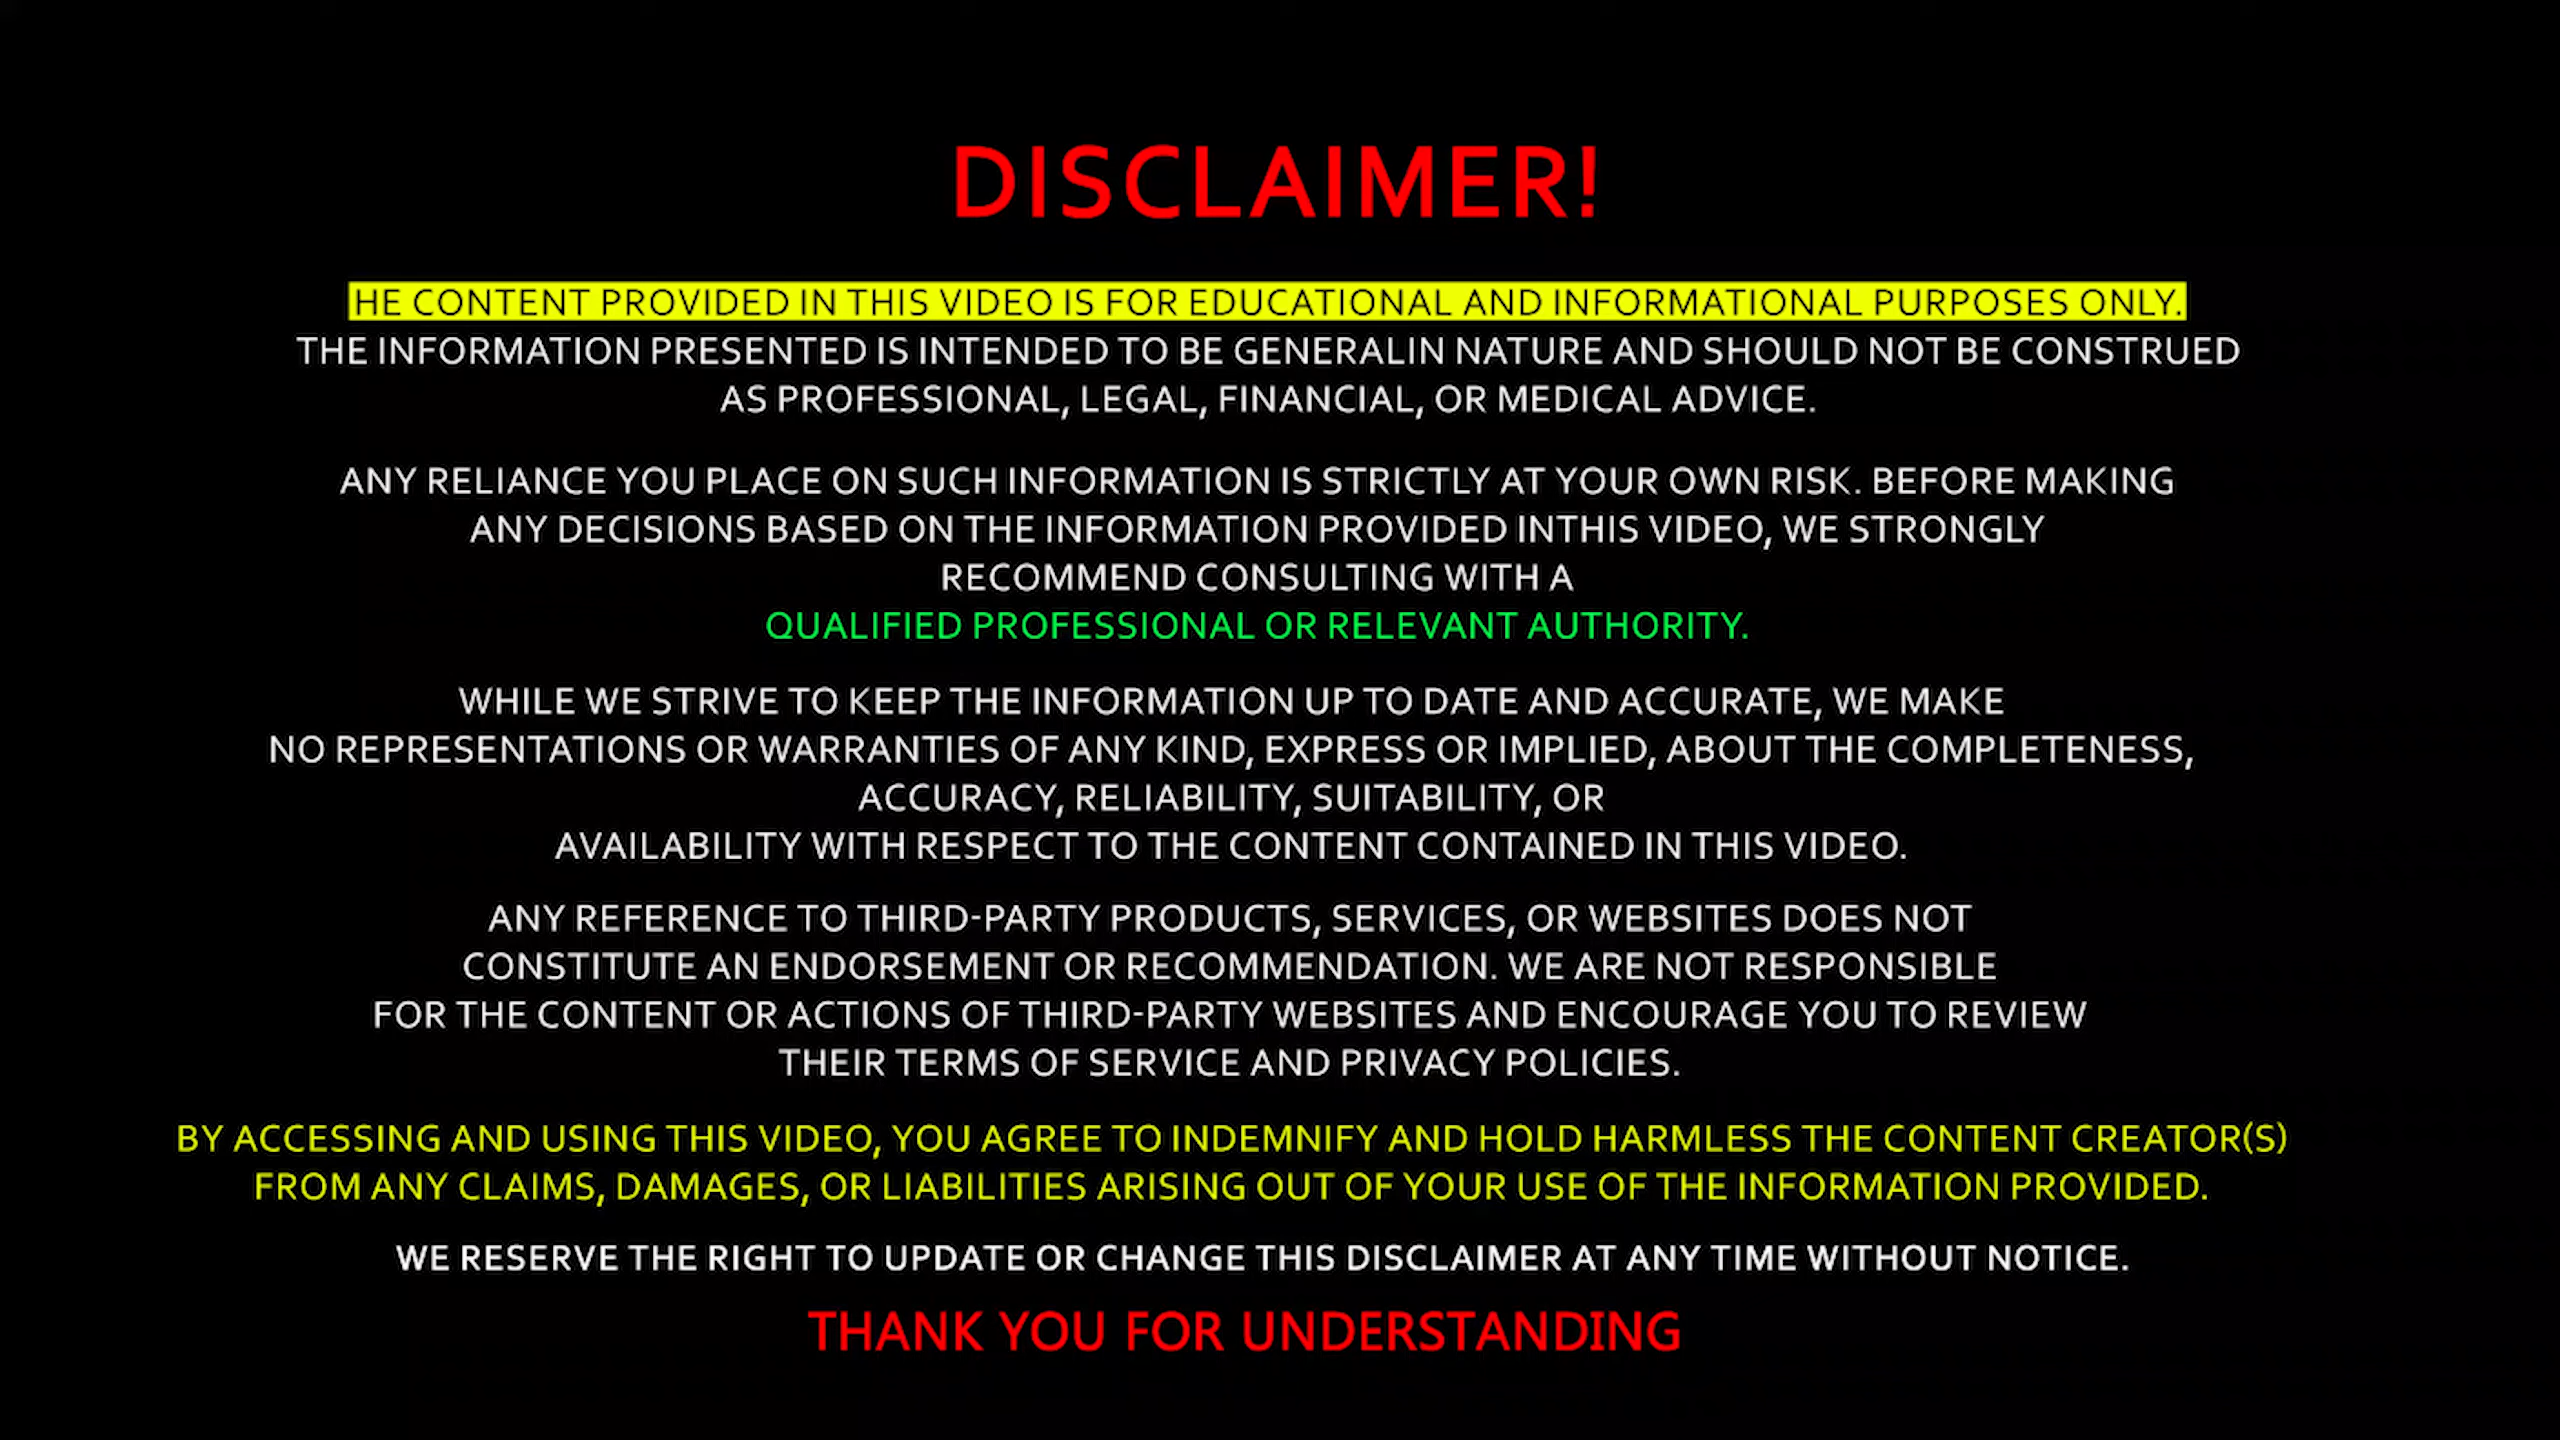 DISCLAIMER!
HE CONTENT PROVIDED IN THIS VIDEO IS FOR EDUCATIONAL AND INFORMATIONAL PURPOSES ONLY.
THE INFORMATION PRESENTED IS INTENDED TO BE GENERALIN NATURE AND SHOULD NOT BE CONSTRUED
AS PROFESSIONAL, LEGAL, FINANCIAL, OR MEDICAL ADVICE.
ANY RELIANCE YOU PLACE ON SUCH INFORMATION IS STRICTLY AT YOUR OWN RISK. BEFORE MAKING
ANY DECISIONS BASED ON THE INFORMATION PROVIDED INTHIS VIDEO, WE STRONGLY
RECOMMEND CONSULTING WITH A
QUALIFIED PROFESSIONAL OR RELEVANT AUTHORITY.
WHILE WE STRIVE TO KEEP THE INFORMATION UP TO DATE AND ACCURATE, WE MAKE
NO REPRESENTATIONS OR WARRANTIES OF ANY KIND, EXPRESS OR IMPLIED, ABOUT THE COMPLETENESS,
ACCURACY, RELIABILITY, SUITABILITY, OR
AVAILABILITY WITH RESPECT TO THE CONTENT CONTAINED IN THIS VIDEO.
ANY REFERENCE TO THIRD-PARTY PRODUCTS, SERVICES, OR WEBSITES DOES NOT
CONSTITUTE AN ENDORSEMENT OR RECOMMENDATION. WE ARE NOT RESPONSIBLE
FOR THE CONTENT OR ACTIONS OF THIRD-PARTY WEBSITES AND ENCOURAGE YOU TO REVIEW
THEIR TERMS OF SERVICE AND PRIVACY POLICIES.
BY ACCESSING AND USING THIS VIDEO, YOU AGREE TO INDEMNIFY AND HOLD HARMLESS THE CONTENT CREATOR(S)
FROM ANY CLAIMS, DAMAGES, OR LIABILITIES ARISING OUT OF YOUR USE OF THE INFORMATION PROVIDED.
WE RESERVE THE RIGHT TO UPDATE OR CHANGE THIS DISCLAIMER AT ANY TIME WITHOUT NOTICE.
THANK YOU FOR UNDERSTANDING